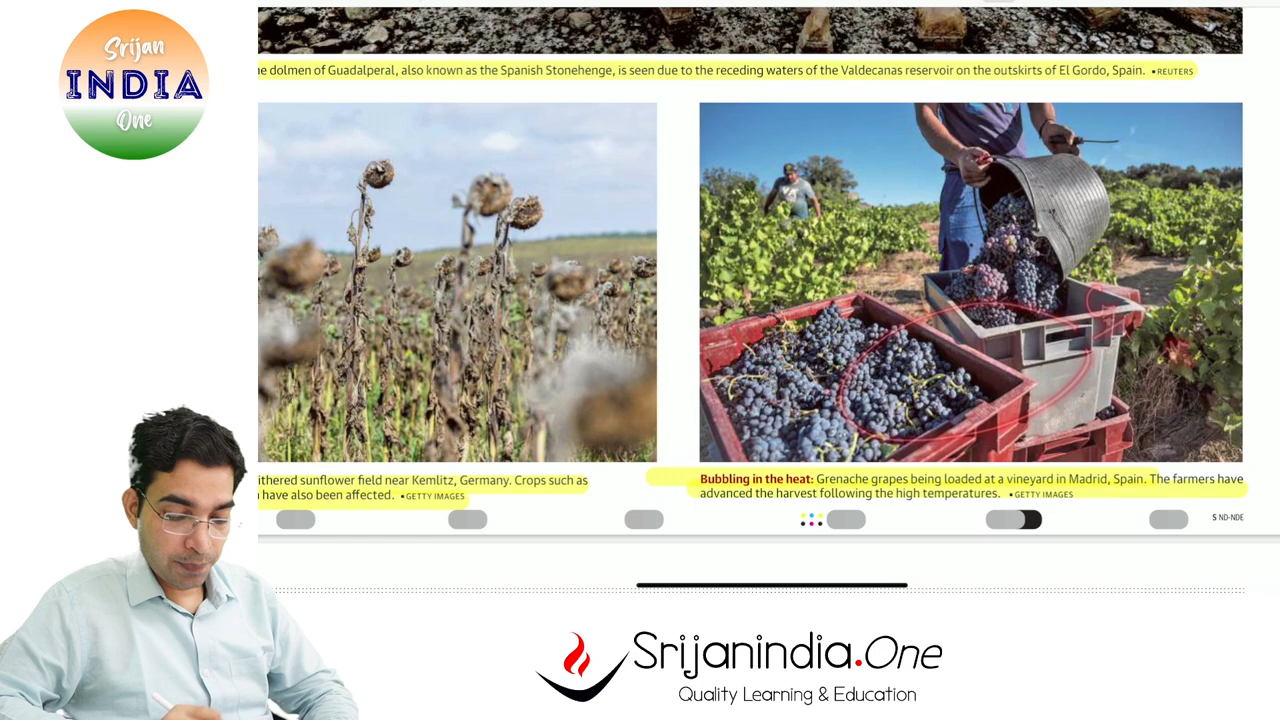 Srijan
INDIA
One
he dolmen of Guadalperal, also known as the Spanish Stonehenge, is seen due to the receding waters of the Valdecanas reservoir on the outskirts of El Gordo, Spain. • REUTERS
ithered sunflower field near Kemlitz, Germany. Crops such as
have also been affected. • GETTY IMAGES
Bubbling in the heat: Grenache grapes being loaded at a vineyard in Madrid, Spain. The farmers have
advanced the harvest following the high temperatures. • GETTY IMAGES
S ND-NDE
Srijanindia.One
Quality Learning & Education